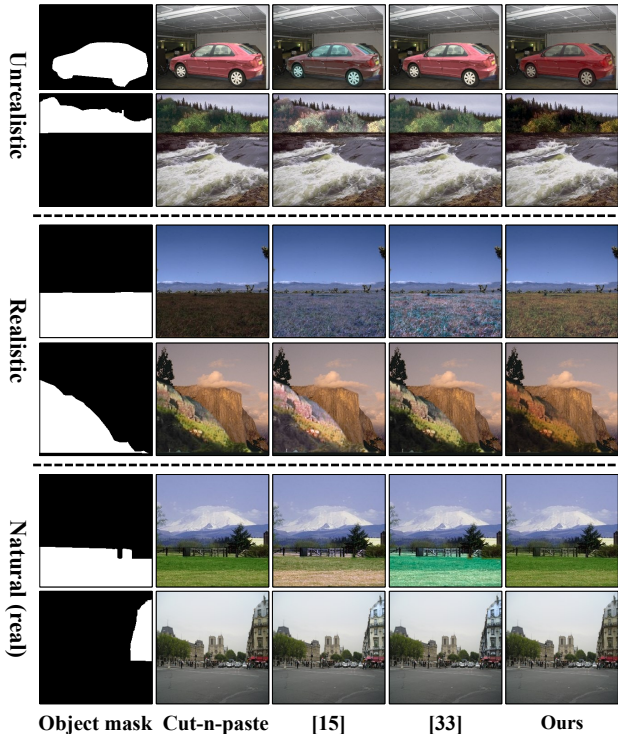 Unrealistic
Realistic
Natural (real)
Object mask Cut-n-paste [15] [33] Ours